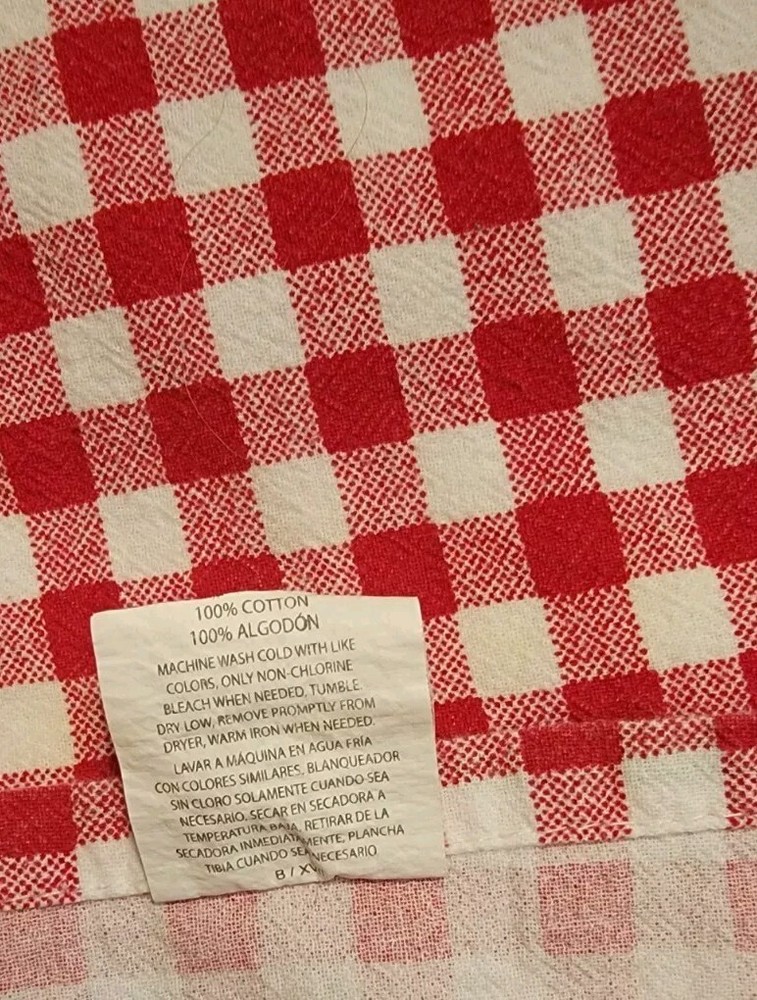 100% COTTON
100% ALGODÓN
MACHINE WASH COLD WITH LIKE
COLORS, ONLY NON-CHLORINE
BLEACH WHEN NEEDED, TUMBLE
DRY LOW, REMOVE PROMPTLY FROM
DRYER, WARM IRON WHEN NEEDED.
LAVAR A MÁQUINA EN AGUA FRÍA
CON COLORES SIMILARES, BLANQUEADOR
SIN CLORO SOLAMENTE CUANDO SEA
NECESARIO. SECAR EN SECADORA A
TEMPERATURA BAJA, RETIRAR DE LA
SECADORA INMEDIATAMENTE, PLANCHA
TIBIA CUANDO SEA NECESARIO